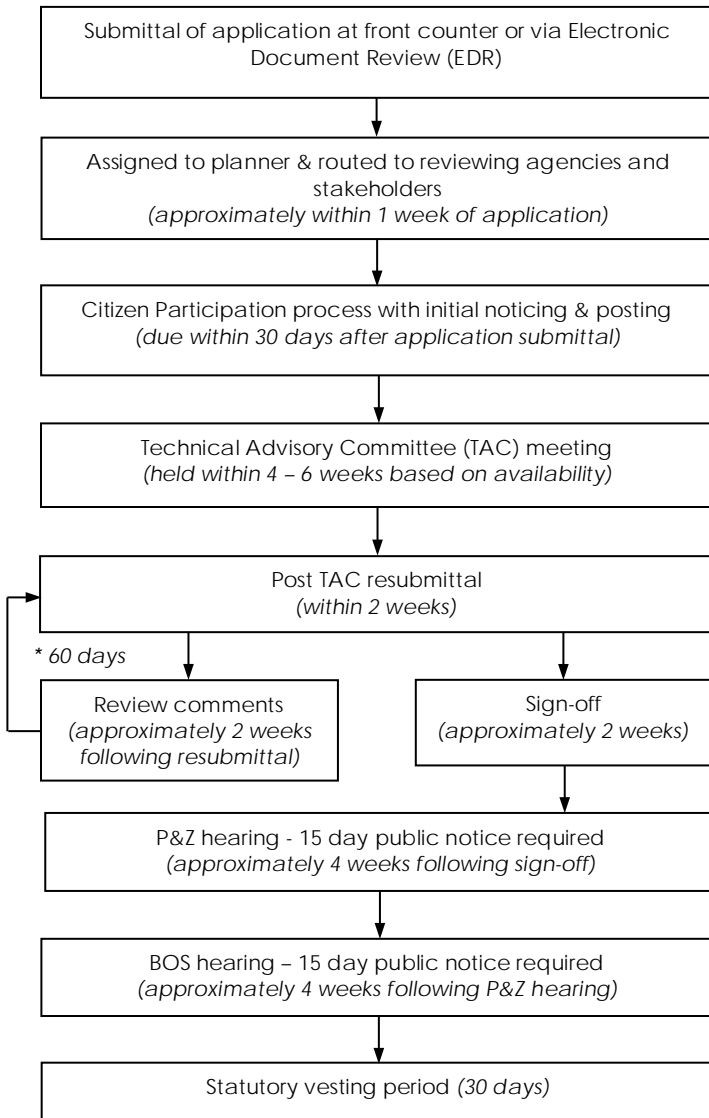 Submittal of application at front counter or via Electronic
Document Review (EDR)
Assigned to planner & routed to reviewing agencies and
stakeholders
(approximately within 1 week of application)
Citizen Participation process with initial noticing & posting
(due within 30 days after application submittal)
Technical Advisory Committee (TAC) meeting
(held within 4 – 6 weeks based on availability)
Post TAC resubmittal
(within 2 weeks)
* 60 days
Review comments
(approximately 2 weeks
following resubmittal)
Sign-off
(approximately 2 weeks)
P&Z hearing - 15 day public notice required
(approximately 4 weeks following sign-off)
BOS hearing – 15 day public notice required
(approximately 4 weeks following P&Z hearing)
Statutory vesting period (30 days)